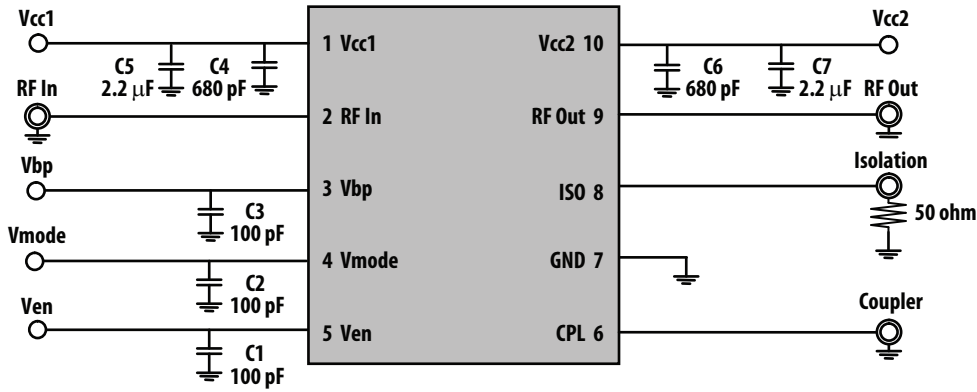 Vcc1
1 Vcc1
C5
2.2 μF
C4
680 pF
RF In
2 RF In
Vbp
3 Vbp
C3
100 pF
Vmode
4 Vmode
C2
100 pF
Ven
5 Ven
C1
100 pF
Vcc2 10
Vcc2
C6
680 pF
C7
2.2 μF
RF Out 9
RF Out
Isolation
ISO 8
50 ohm
GND 7
Coupler
CPL 6